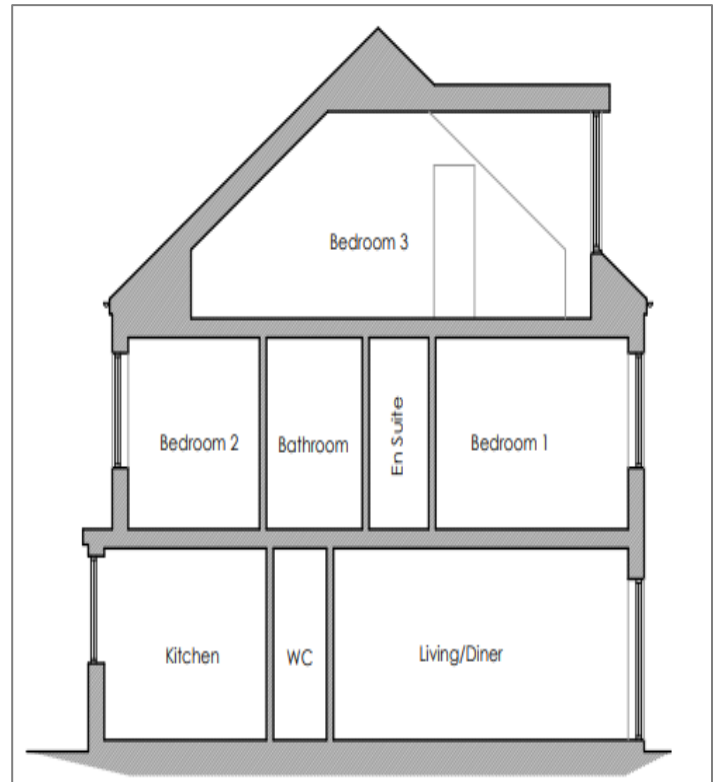 Bedroom 3
Bedroom 2
Bathroom
En Suite
Bedroom 1
Kitchen
WC
Living/Diner